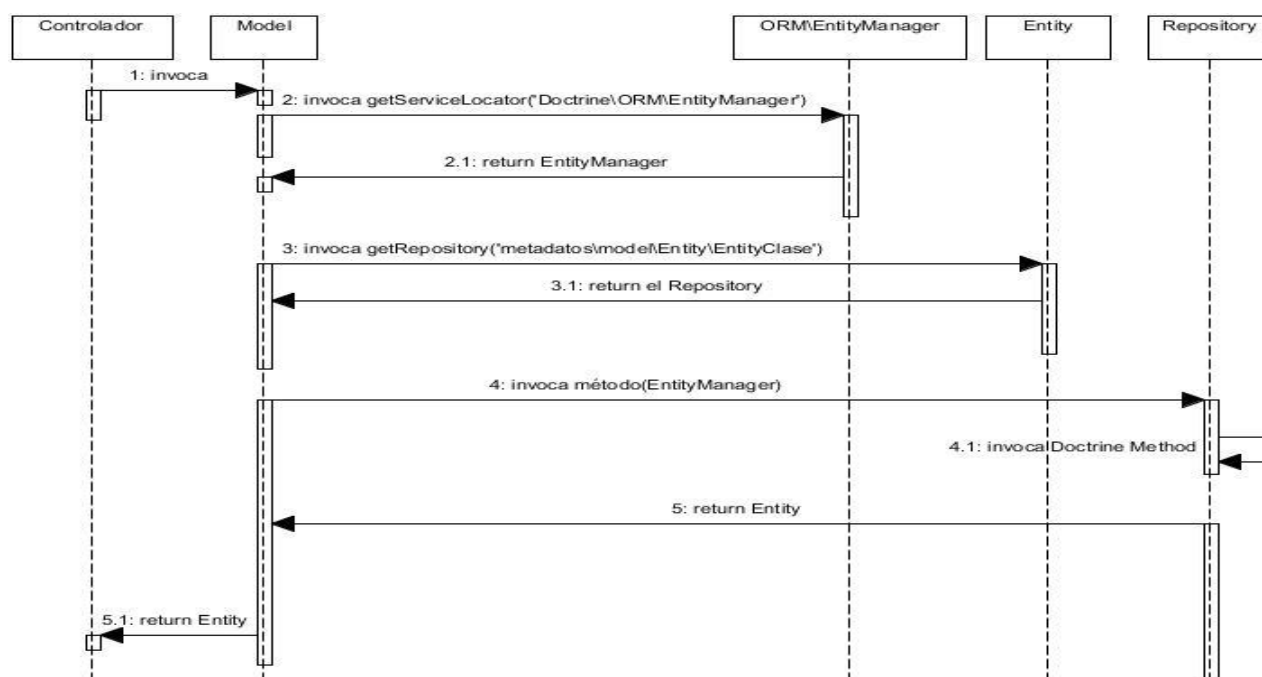 Controlador
Model
ORM\EntityManager
Entity
Repository
1: invoca
2: invoca getServiceLocator('Doctrine\ORM\EntityManager')
2.1: return EntityManager
3: invoca getRepository('metadatos\model\Entity\EntityClase')
3.1: return el Repository
4: invoca método(EntityManager)
4.1: invoca Doctrine Method
5: return Entity
5.1: return Entity